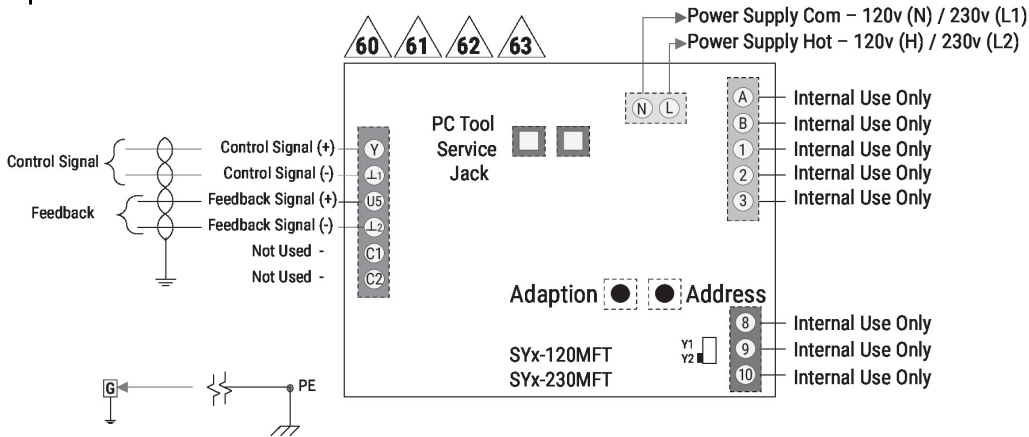 Power Supply Com – 120v (N) / 230v (L1)
Power Supply Hot – 120v (H) / 230v (L2)
60 61 62 63
N L
PC Tool
Service
Jack
A Internal Use Only
B Internal Use Only
1 Internal Use Only
2 Internal Use Only
3 Internal Use Only
Control Signal
Feedback
Control Signal (+) Y
Control Signal (-) ⊥1
Feedback Signal (+) U5
Feedback Signal (-) ⊥2
Not Used - C1
Not Used - C2
Adaption Address
8 Internal Use Only
9 Internal Use Only
10 Internal Use Only
Y1
Y2
SYx-120MFT
SYx-230MFT
G
PE